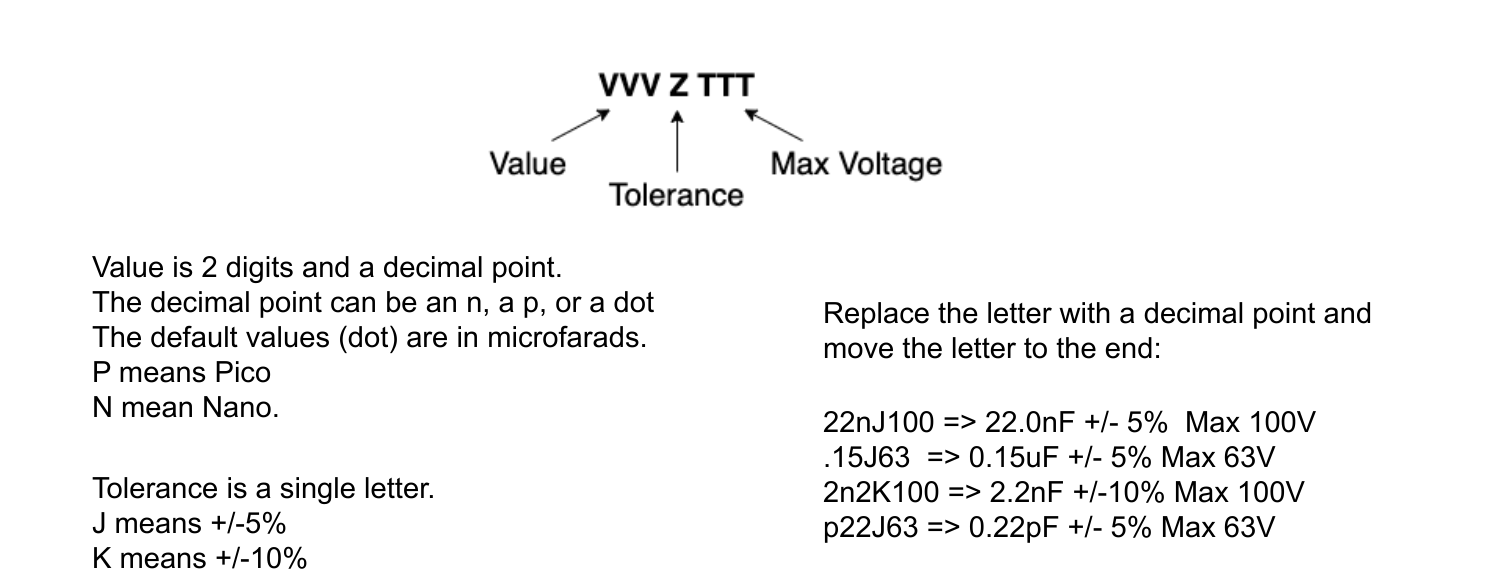 VVV Z TTT
Value
Tolerance
Max Voltage
Value is 2 digits and a decimal point.
The decimal point can be an n, a p, or a dot
The default values (dot) are in microfarads.
P means Pico
N mean Nano.
Tolerance is a single letter.
J means +/-5%
K means +/-10%
Replace the letter with a decimal point and
move the letter to the end:
22nJ100 => 22.0nF +/- 5%  Max 100V
.15J63  => 0.15uF +/- 5% Max 63V
2n2K100 => 2.2nF +/-10% Max 100V
p22J63 => 0.22pF +/- 5% Max 63V